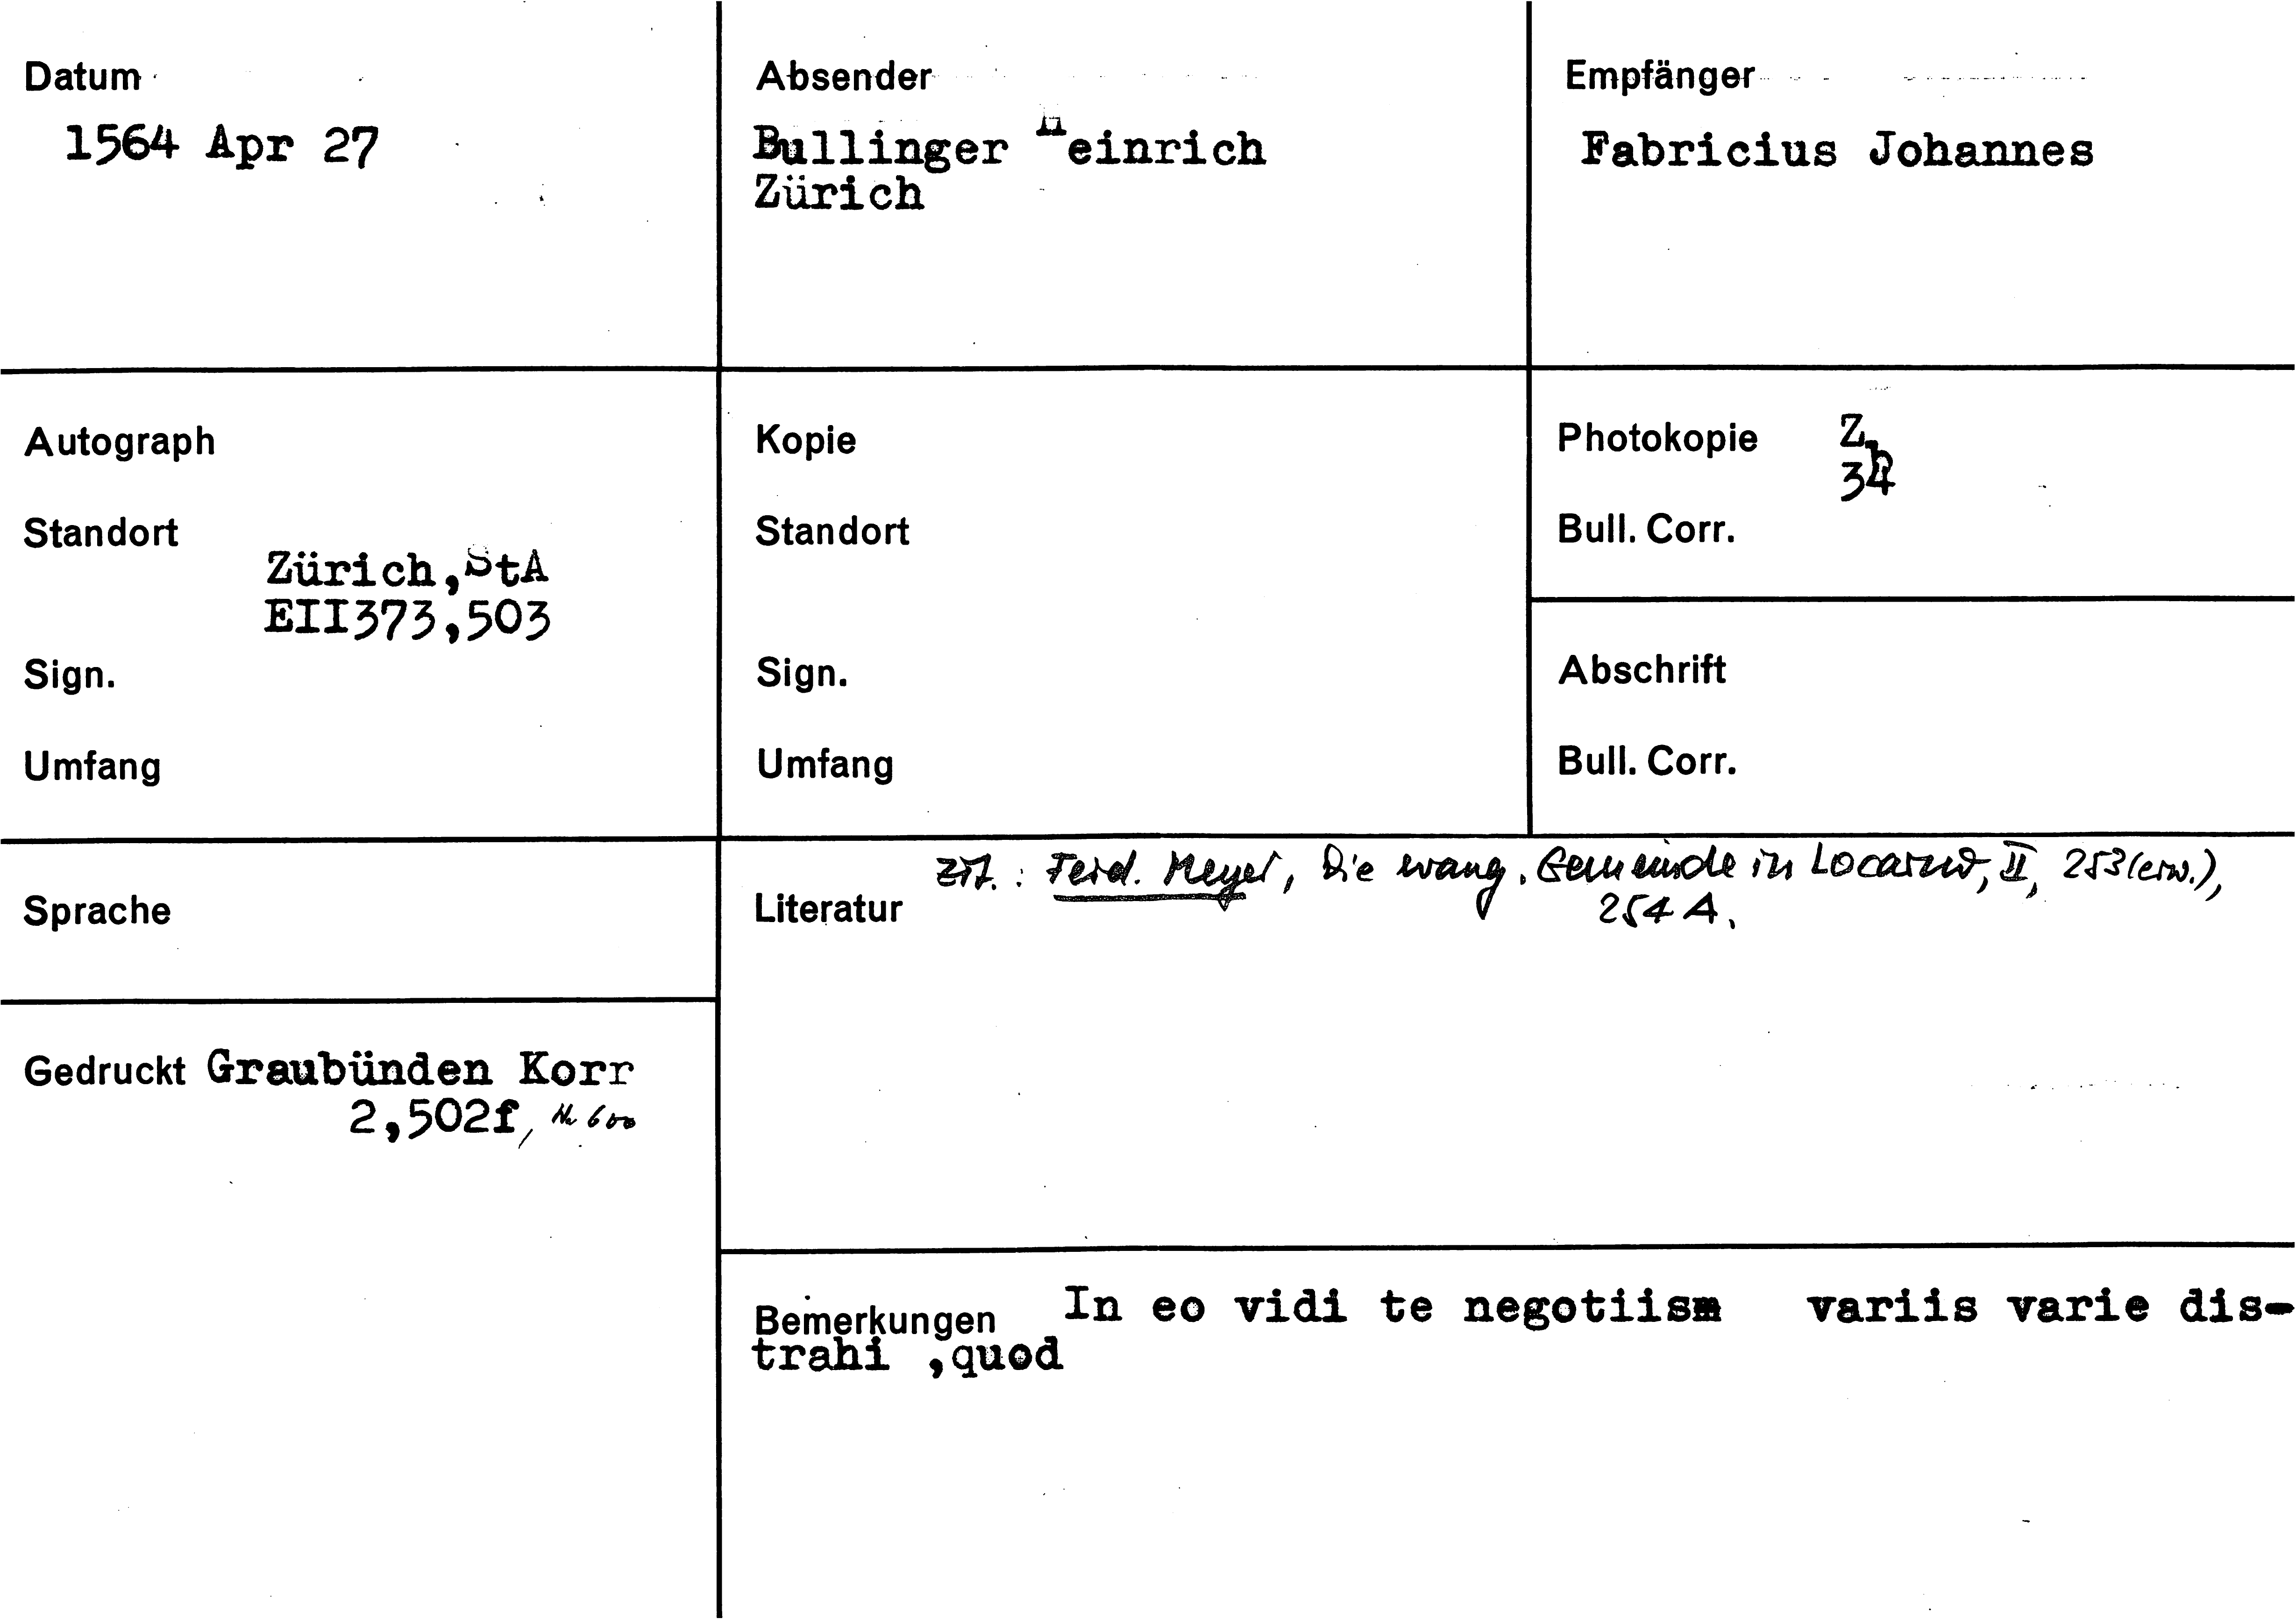 Datum
1564 Apr 27
Absender
Bullinger Heinrich
Zürich
Empfänger
Fabricius Johannes
Autograph
Standort
Zürich,StA
EII373,503
Sign.
Umfang
Kopie
Standort
Sign.
Umfang
Photokopie Z
34
Bull. Corr.
Abschrift
Bull. Corr.
Sprache
Literatur
Zit.: Ferd. Meyer, Die evang. Gemeinde in Locarno, II, 253 (erw.),
254 A.
Gedruckt Graubünden Korr
2,502f, Nr 600
Bemerkungen In eo vidi te negotiis variis varie dis-
trahi ,quod